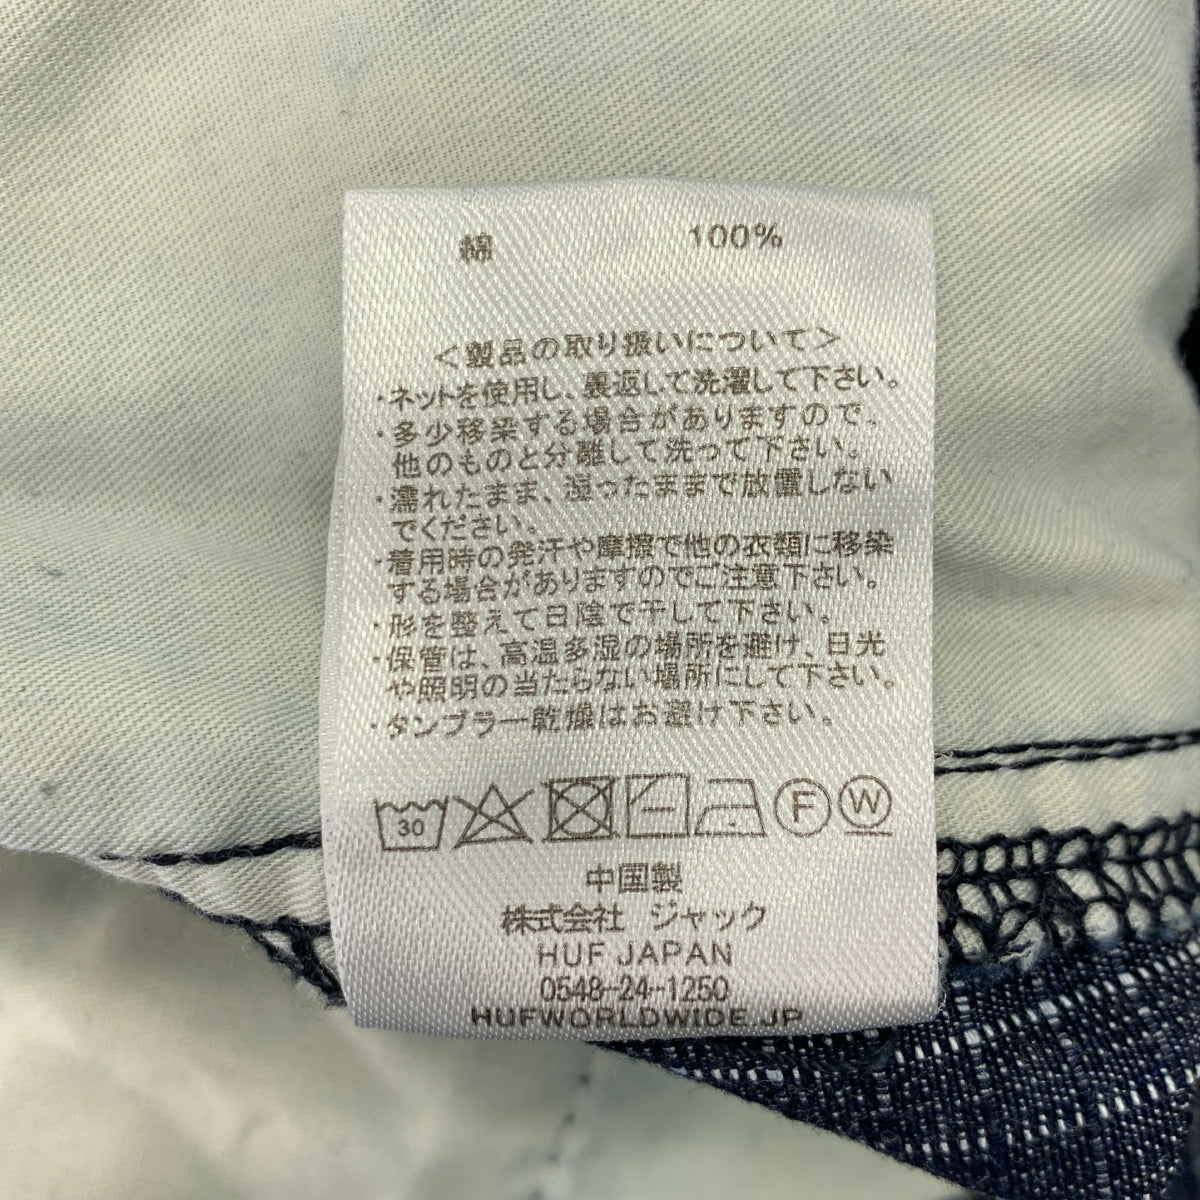 綿 100%
＜製品の取り扱いについて＞
・ネットを使用し、裏返して洗濯して下さい。
・多少移染する場合がありますので、
他のものと分離して洗って下さい。
・濡れたまま、湿ったままで放置しない
でください。
・着用時の発汗や摩擦で他の衣類に移染
する場合がありますのでご注意下さい。
・形を整えて日陰で干して下さい。
・保管は、高温多湿の場所を避け、日光
や照明の当たらない場所にして下さい。
・タンブラー乾燥はお避け下さい。
30 F W
中国製
株式会社 ジャック
HUF JAPAN
0548-24-1250
HUFWORLDWIDE.JP